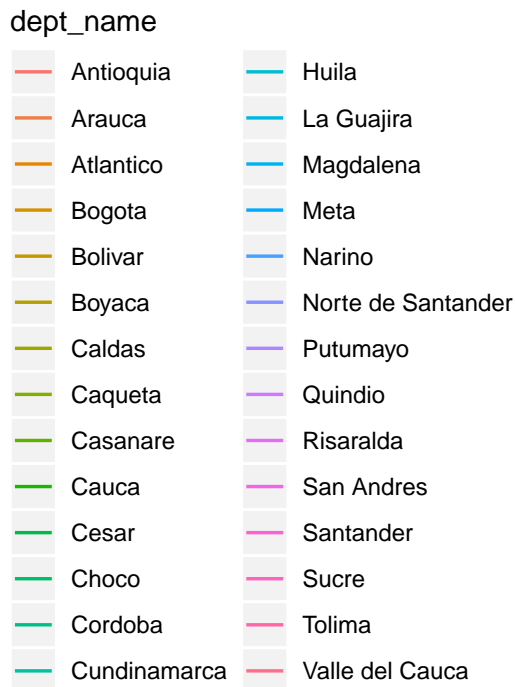 dept_name
Antioquia
Arauca
Atlantico
Bogota
Bolivar
Boyaca
Caldas
Caqueta
Casanare
Cauca
Cesar
Choco
Cordoba
Cundinamarca
Huila
La Guajira
Magdalena
Meta
Narino
Norte de Santander
Putumayo
Quindio
Risaralda
San Andres
Santander
Sucre
Tolima
Valle del Cauca